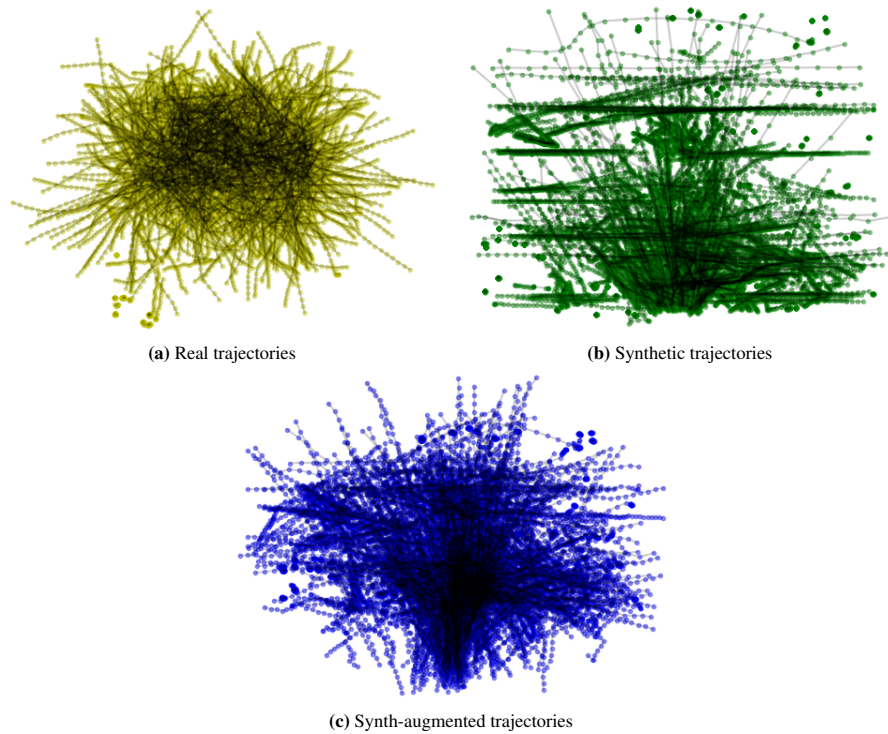 (a) Real trajectories
(b) Synthetic trajectories
(c) Synth-augmented trajectories